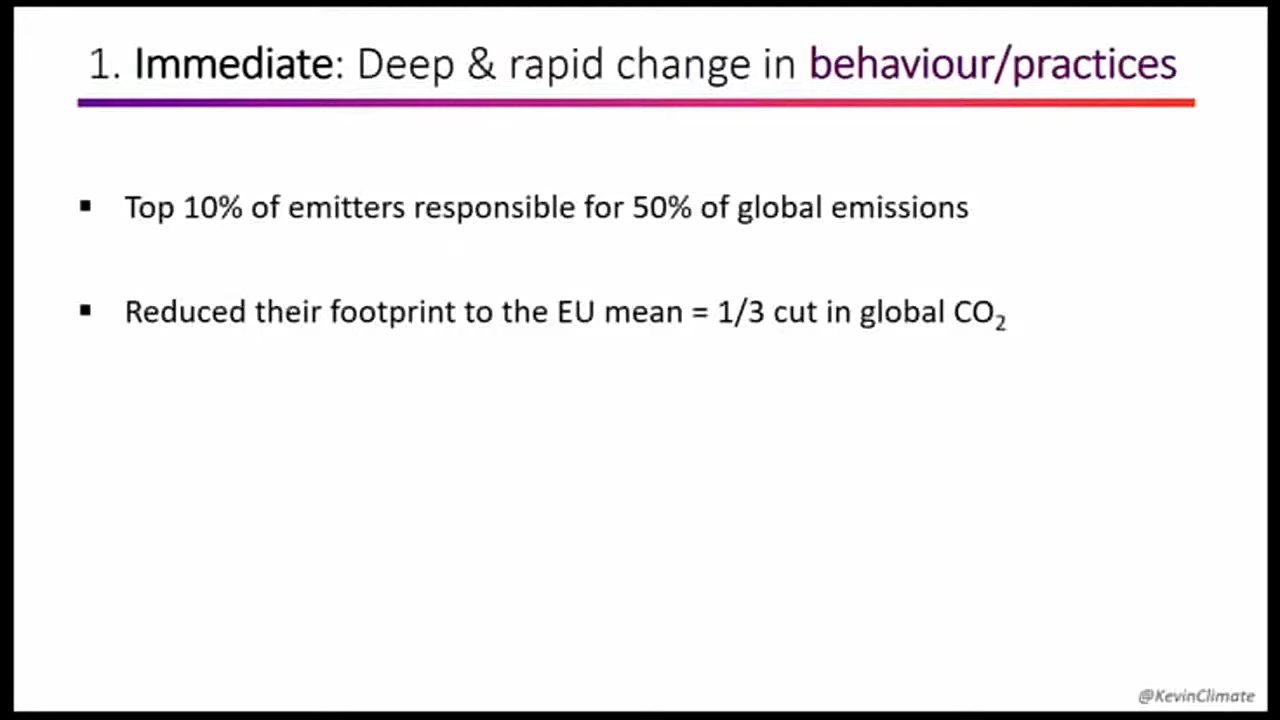 1. Immediate: Deep & rapid change in behaviour/practices
▪ Top 10% of emitters responsible for 50% of global emissions
▪ Reduced their footprint to the EU mean = 1/3 cut in global CO₂
@KevinClimate